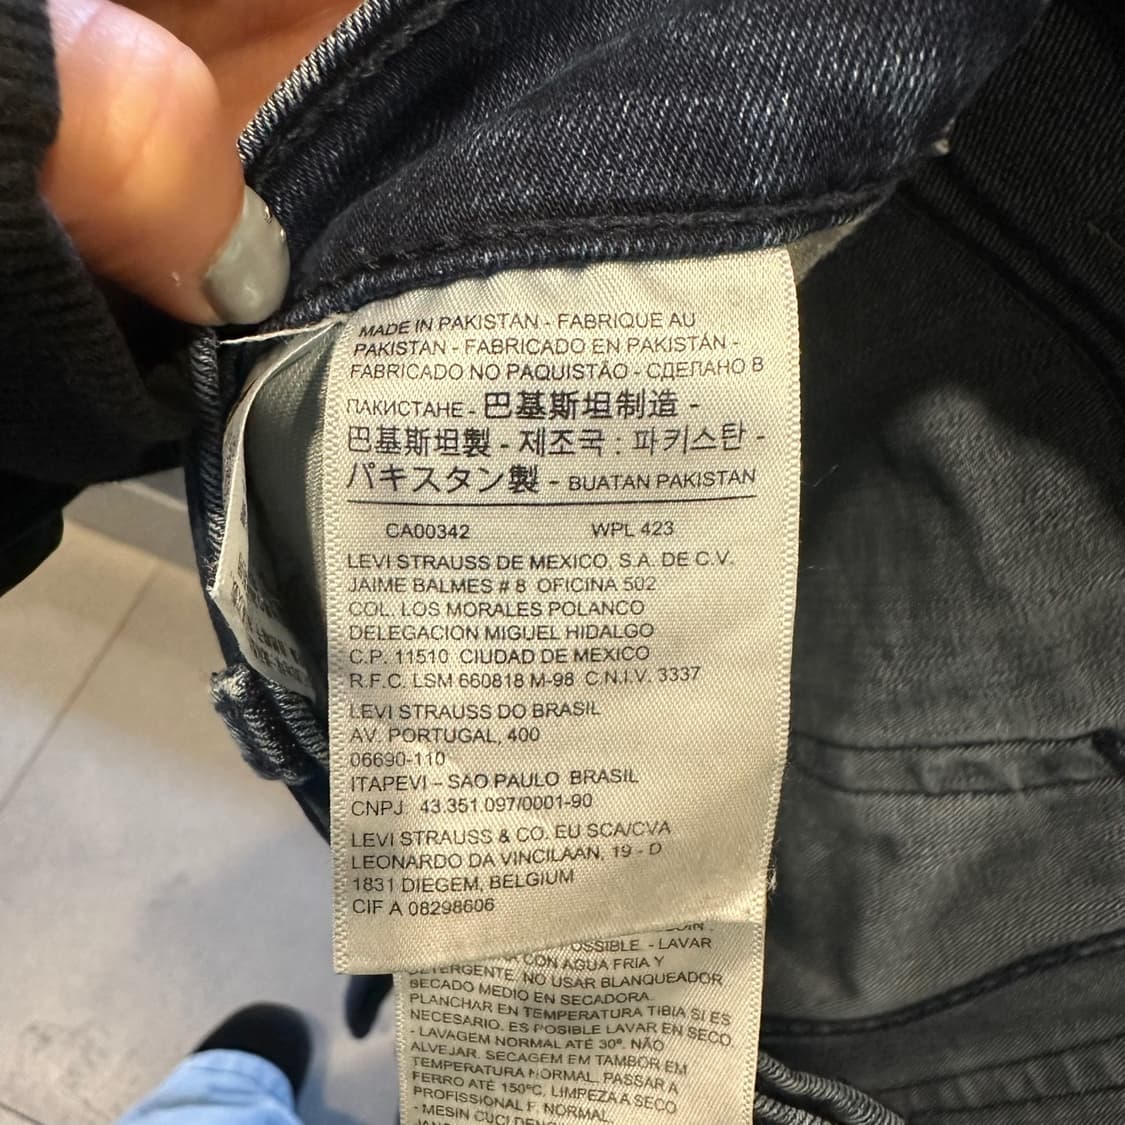 MADE IN PAKISTAN - FABRIQUE AU
PAKISTAN - FABRICADO EN PAKISTÁN -
FABRICADO NO PAQUISTÃO - СДЕЛАНО В
ПАКИСТАНЕ - 巴基斯坦制造 -
巴基斯坦製 - 제조국 : 파키스탄 -
パキスタン製 - BUATAN PAKISTAN
CA00342 WPL 423
LEVI STRAUSS DE MEXICO, S.A. DE C.V.
JAIME BALMES # 8 OFICINA 502
COL. LOS MORALES POLANCO
DELEGACION MIGUEL HIDALGO
C.P. 11510 CIUDAD DE MEXICO
R.F.C. LSM 660818 M-98 C.N.I.V. 3337
LEVI STRAUSS DO BRASIL
AV. PORTUGAL, 400
06690-110
ITAPEVI – SAO PAULO BRASIL
CNPJ: 43.351.097/0001-90
LEVI STRAUSS & CO. EU SCA/CVA
LEONARDO DA VINCILAAN, 19 - D
1831 DIEGEM, BELGIUM
CIF A 08298606
- LAVAR
CON AGUA FRIA Y
DETERGENTE. NO USAR BLANQUEADOR
SECADO MEDIO EN SECADORA.
PLANCHAR EN TEMPERATURA TIBIA SI ES
NECESARIO. ES POSIBLE LAVAR EN SECO.
- LAVAGEM NORMAL ATÉ 30º. NÃO
ALVEJAR. SECAGEM EM TAMBOR EM
TEMPERATURA NORMAL. PASSAR A
FERRO ATÉ 150ºC. LIMPEZA A SECO
PROFISSIONAL F, NORMAL.
- MESIN CUCI